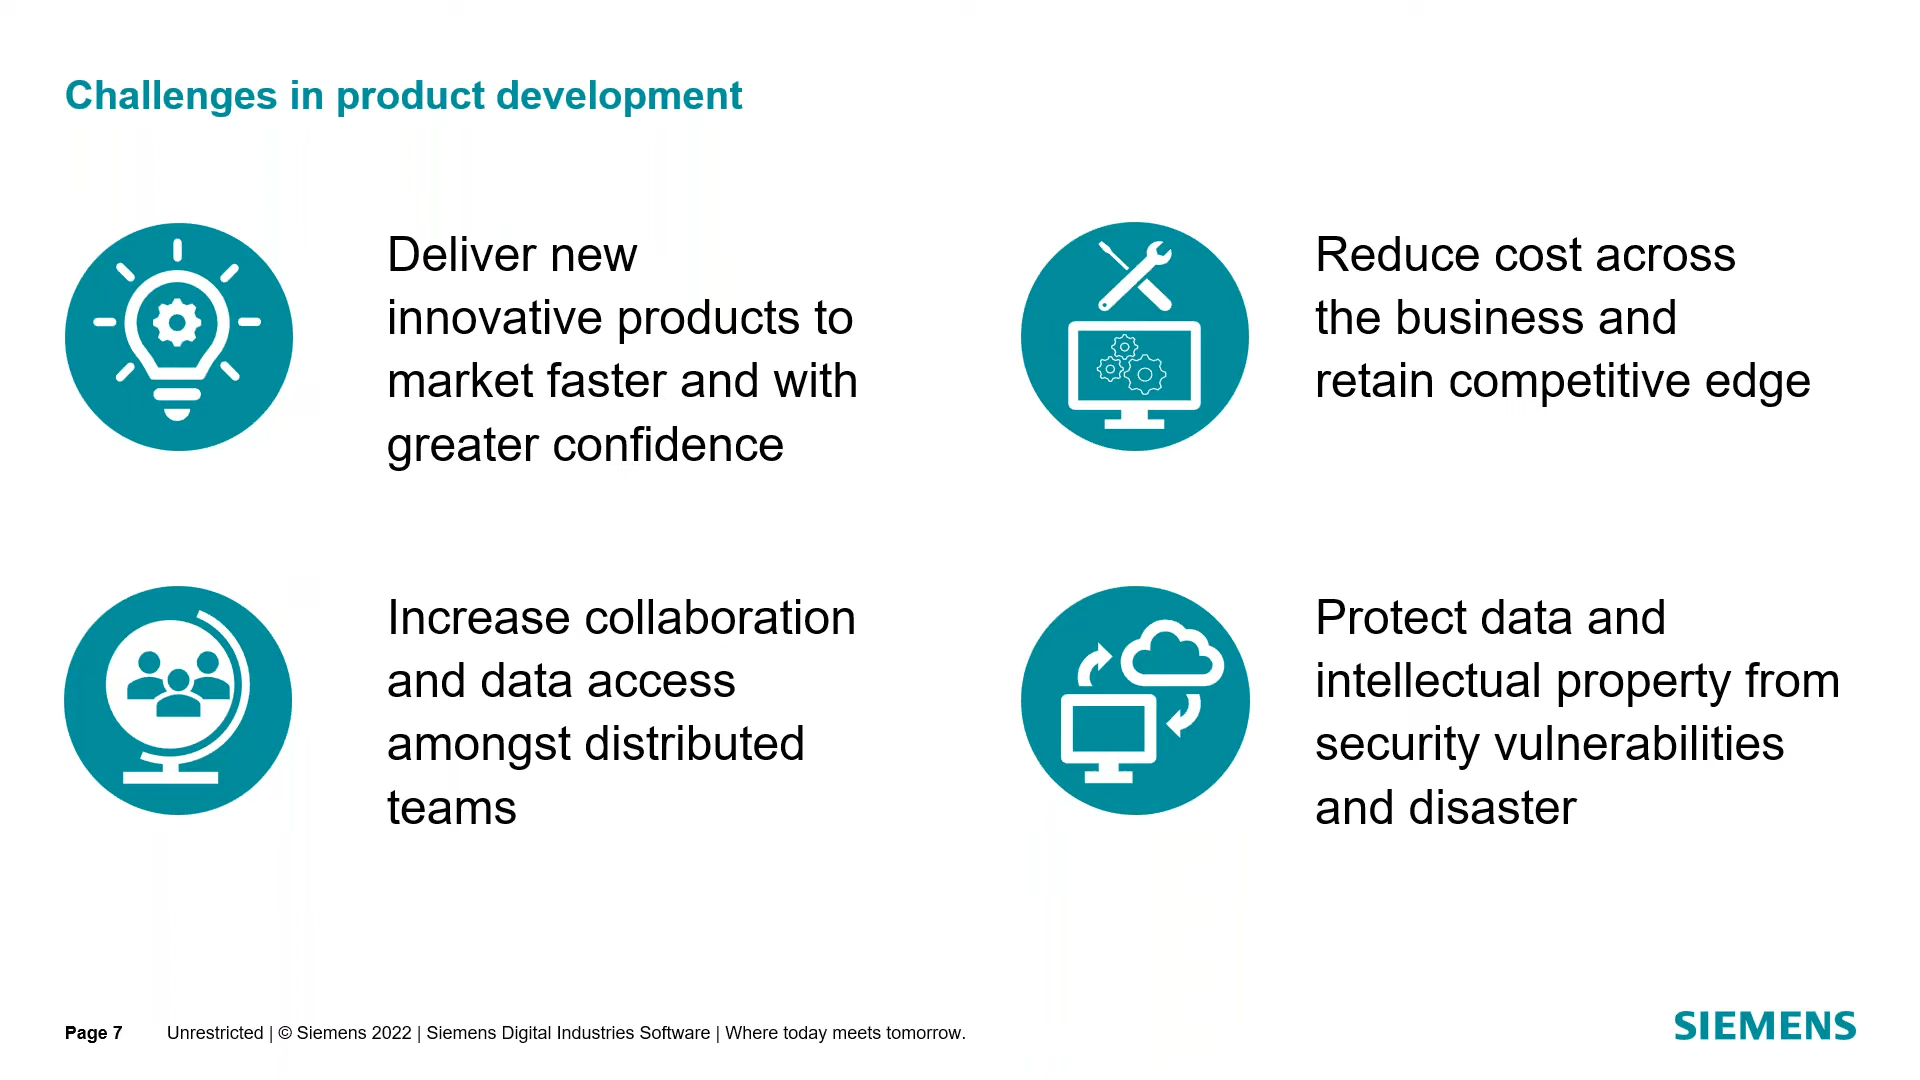 Challenges in product development
Deliver new
innovative products to
market faster and with
greater confidence
Reduce cost across
the business and
retain competitive edge
Increase collaboration
and data access
amongst distributed
teams
Protect data and
intellectual property from
security vulnerabilities
and disaster
Page 7 Unrestricted | © Siemens 2022 | Siemens Digital Industries Software | Where today meets tomorrow.
SIEMENS